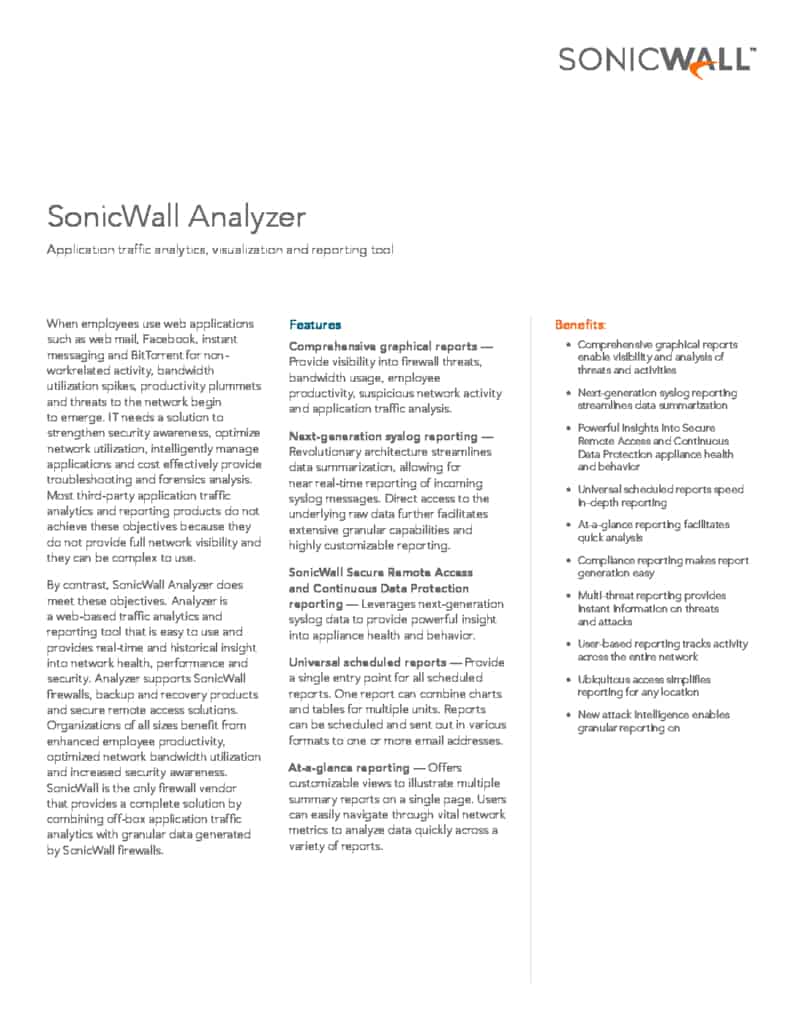 SONICWALL™
SonicWall Analyzer
Application traffic analytics, visualization and reporting tool
When employees use web applications
such as web mail, Facebook, instant
messaging and BitTorrent for non-
workrelated activity, bandwidth
utilization spikes, productivity plummets
and threats to the network begin
to emerge. IT needs a solution to
strengthen security awareness, optimize
network utilization, intelligently manage
applications and cost effectively provide
troubleshooting and forensics analysis.
Most third-party application traffic
analytics and reporting products do not
achieve these objectives because they
do not provide full network visibility and
they can be complex to use.
By contrast, SonicWall Analyzer does
meet these objectives. Analyzer is
a web-based traffic analytics and
reporting tool that is easy to use and
provides real-time and historical insight
into network health, performance and
security. Analyzer supports SonicWall
firewalls, backup and recovery products
and secure remote access solutions.
Organizations of all sizes benefit from
enhanced employee productivity,
optimized network bandwidth utilization
and increased security awareness.
SonicWall is the only firewall vendor
that provides a complete solution by
combining off-box application traffic
analytics with granular data generated
by SonicWall firewalls.
Features
Comprehensive graphical reports —
Provide visibility into firewall threats,
bandwidth usage, employee
productivity, suspicious network activity
and application traffic analysis.
Next-generation syslog reporting —
Revolutionary architecture streamlines
data summarization, allowing for
near real-time reporting of incoming
syslog messages. Direct access to the
underlying raw data further facilitates
extensive granular capabilities and
highly customizable reporting.
SonicWall Secure Remote Access
and Continuous Data Protection
reporting — Leverages next-generation
syslog data to provide powerful insight
into appliance health and behavior.
Universal scheduled reports — Provide
a single entry point for all scheduled
reports. One report can combine charts
and tables for multiple units. Reports
can be scheduled and sent out in various
formats to one or more email addresses.
At-a-glance reporting — Offers
customizable views to illustrate multiple
summary reports on a single page. Users
can easily navigate through vital network
metrics to analyze data quickly across a
variety of reports.
Benefits:
• Comprehensive graphical reports
enable visibility and analysis of
threats and activities
• Next-generation syslog reporting
streamlines data summarization
• Powerful insights into Secure
Remote Access and Continuous
Data Protection appliance health
and behavior
• Universal scheduled reports speed
in-depth reporting
• At-a-glance reporting facilitates
quick analysis
• Compliance reporting makes report
generation easy
• Multi-threat reporting provides
instant information on threats
and attacks
• User-based reporting tracks activity
across the entire network
• Ubiquitous access simplifies
reporting for any location
• New attack intelligence enables
granular reporting on